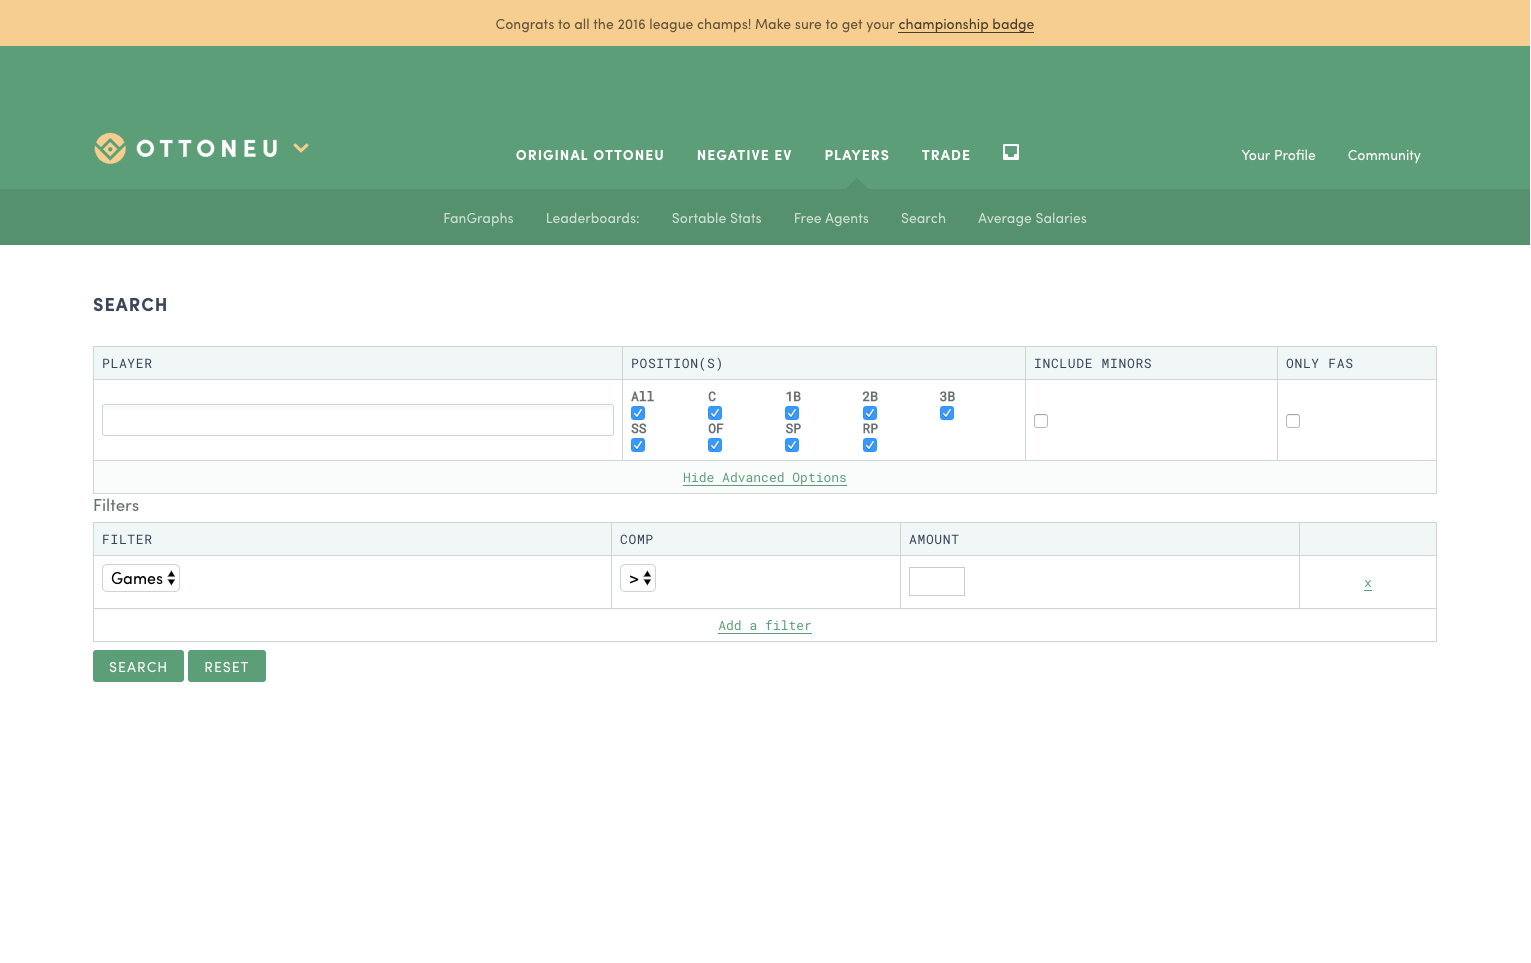 Congrats to all the 2016 league champs! Make sure to get your championship badge
OTTONEU
ORIGINAL OTTONEU NEGATIVE EV PLAYERS TRADE
Your Profile Community
FanGraphs Leaderboards: Sortable Stats Free Agents Search Average Salaries
SEARCH
PLAYER POSITION(S) INCLUDE MINORS ONLY FAS
All C 1B 2B 3B
SS OF SP RP
Hide Advanced Options
Filters
FILTER COMP AMOUNT
Games > x
Add a filter
SEARCH RESET